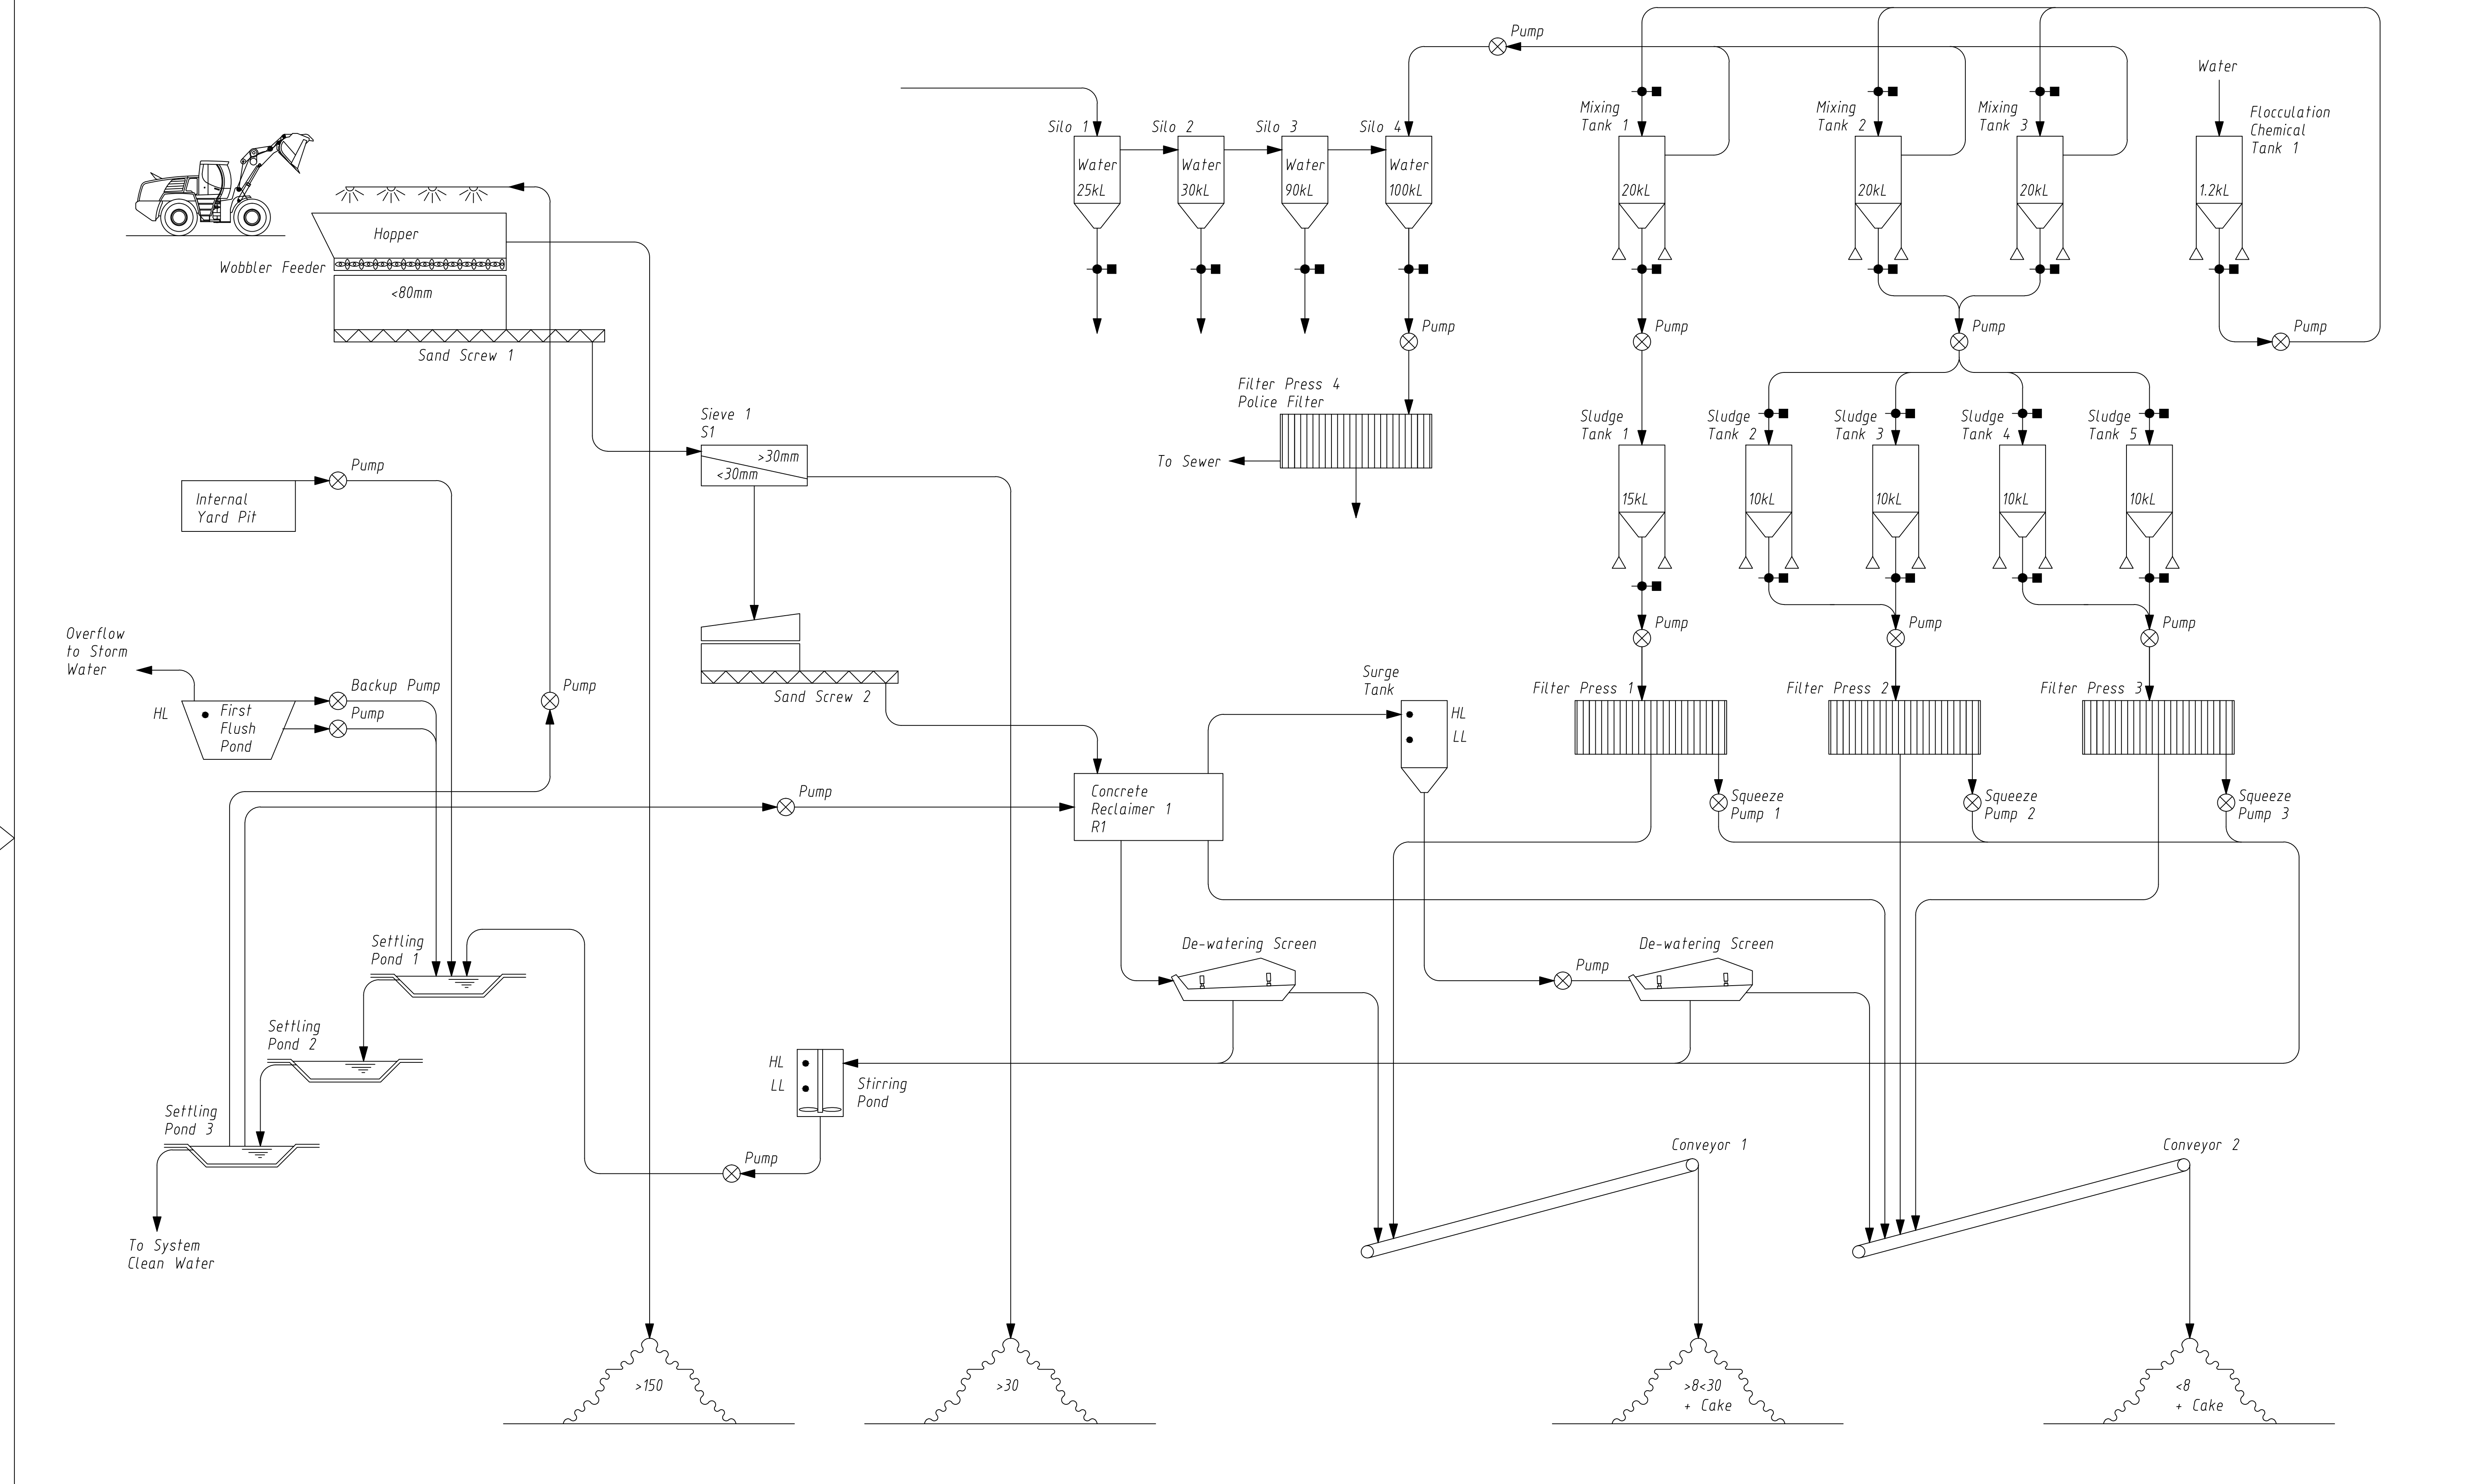 Pump
Water
Flocculation
Chemical
Tank 1
Mixing
Tank 1
Mixing
Tank 2
Mixing
Tank 3
Silo 1
Silo 2
Silo 3
Silo 4
Water
25kL
Water
30kL
Water
90kL
Water
100kL
20kL
20kL
20kL
1.2kL
Hopper
Wobbler Feeder
<80mm
Sand Screw 1
Pump
Pump
Pump
Pump
Filter Press 4
Police Filter
To Sewer
Sieve 1
S1
>30mm
<30mm
Sludge
Tank 1
Sludge
Tank 2
Sludge
Tank 3
Sludge
Tank 4
Sludge
Tank 5
15kL
10kL
10kL
10kL
10kL
Pump
Internal
Yard Pit
Pump
Pump
Pump
Overflow
to Storm
Water
HL
First
Flush
Pond
Backup Pump
Pump
Pump
Sand Screw 2
Surge
Tank
HL
LL
Filter Press 1
Filter Press 2
Filter Press 3
Squeeze
Pump 1
Squeeze
Pump 2
Squeeze
Pump 3
Pump
Concrete
Reclaimer 1
R1
Settling
Pond 1
De-watering Screen
Pump
De-watering Screen
Settling
Pond 2
HL
LL
Stirring
Pond
Settling
Pond 3
Pump
Conveyor 1
Conveyor 2
To System
Clean Water
>150
>30
>8<30
+ Cake
<8
+ Cake